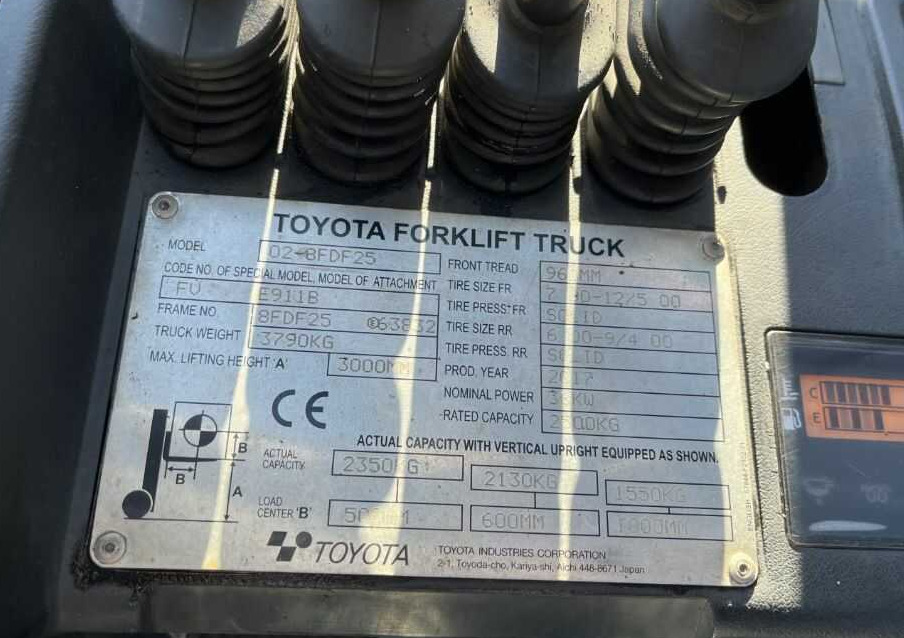 TOYOTA FORKLIFT TRUCK
MODEL 02-8FDF25
CODE NO. OF SPECIAL MODEL, MODEL OF ATTACHMENT
FV E911B
FRAME NO 8FDF25
TRUCK WEIGHT 3790KG
MAX. LIFTING HEIGHT 'A' 3000MM
FRONT TREAD
TIRE SIZE FR
TIRE PRESS. FR SOLID
TIRE SIZE RR
TIRE PRESS. RR SOLID
PROD. YEAR 2017
NOMINAL POWER
RATED CAPACITY
CE
ACTUAL CAPACITY WITH VERTICAL UPRIGHT EQUIPPED AS SHOWN.
B
B
A
ACTUAL CAPACITY 2350KG 2130KG 1550KG
LOAD CENTER 'B' 500MM 600MM
TOYOTA
TOYOTA INDUSTRIES CORPORATION
2-1, Toyoda-cho, Kariya-shi, Aichi 448-8671 Japan
C
E